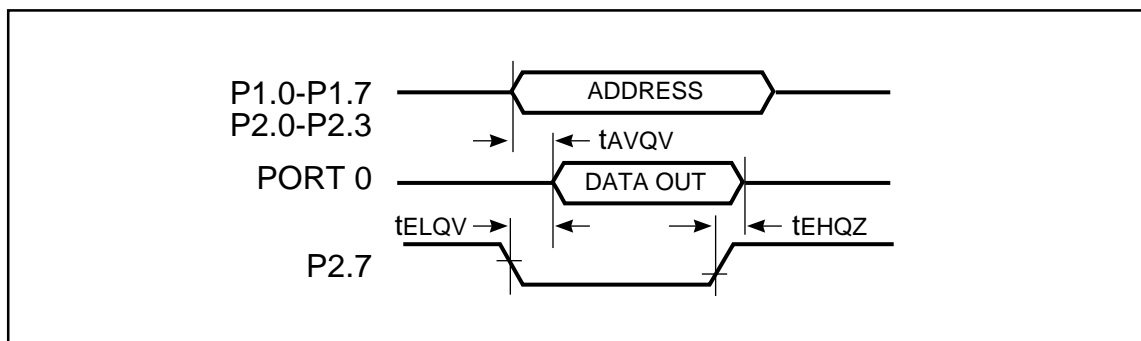 P1.0-P1.7
ADDRESS
P2.0-P2.3
tAVQV
PORT 0
DATA OUT
tELQV
tEHQZ
P2.7